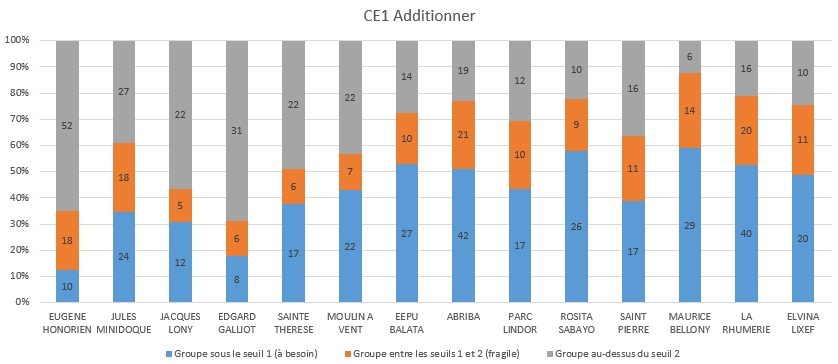 CE1 Additionner
100%
90%
80%
70%
60%
50%
40%
30%
20%
10%
0%
52 27 22 31 22 22 14 19 12 10 16 6 16 10
18 18 5 6 6 7 10 21 10 9 11 14 20 11
10 24 12 8 17 22 27 42 17 26 17 29 40 20
EUGENE HONORIEN
JULES MINIDOQUE
JACQUES LONY
EDGARD GALLIOT
SAINTE THERESE
MOULIN A VENT
EEPU BALATA
ABRIBA
PARC LINDOR
ROSITA SABAYO
SAINT PIERRE
MAURICE BELLONY
LA RHUMERIE
ELVINA LIXEF
Groupe sous le seuil 1 (à besoin)
Groupe entre les seuils 1 et 2 (fragile)
Groupe au-dessus du seuil 2